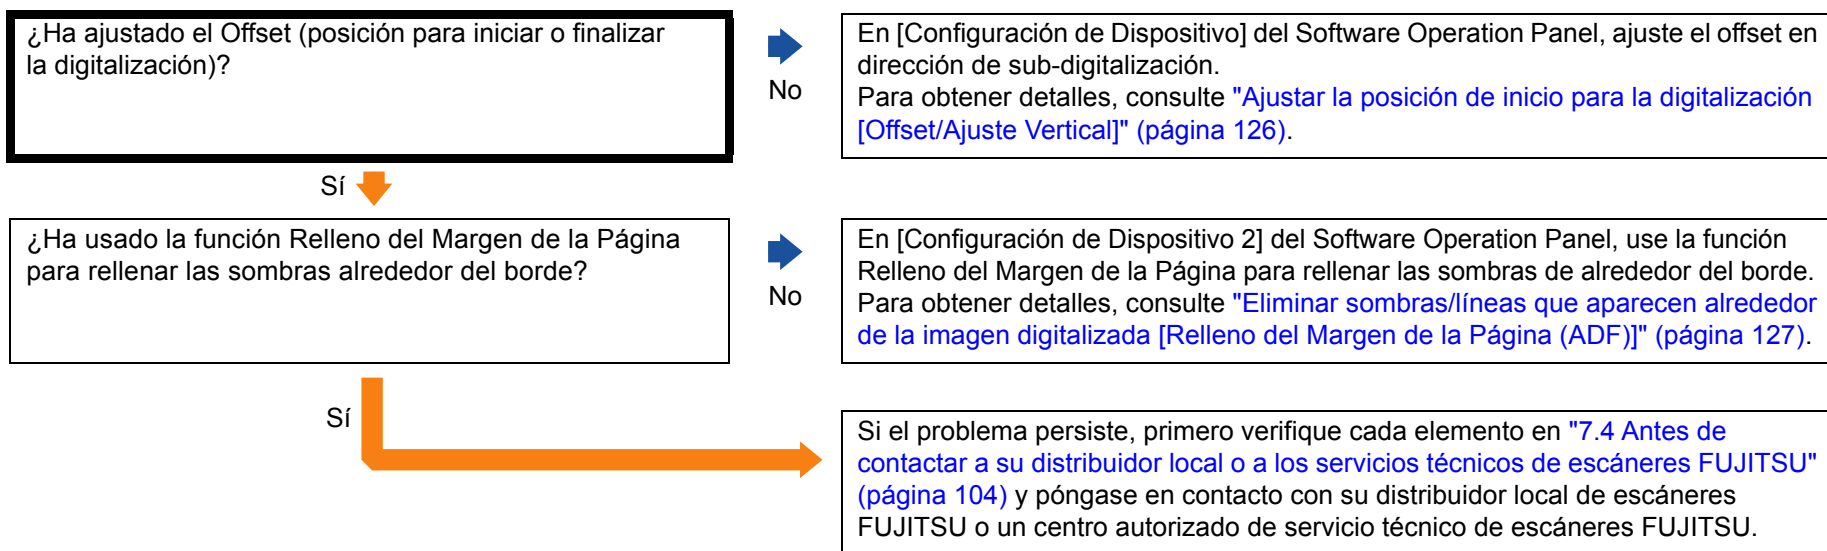 ¿Ha ajustado el Offset (posición para iniciar o finalizar
la digitalización)?
No
En [Configuración de Dispositivo] del Software Operation Panel, ajuste el offset en
dirección de sub-digitalización.
Para obtener detalles, consulte "Ajustar la posición de inicio para la digitalización
[Offset/Ajuste Vertical]" (página 126).
Sí
¿Ha usado la función Relleno del Margen de la Página
para rellenar las sombras alrededor del borde?
No
En [Configuración de Dispositivo 2] del Software Operation Panel, use la función
Relleno del Margen de la Página para rellenar las sombras de alrededor del borde.
Para obtener detalles, consulte "Eliminar sombras/líneas que aparecen alrededor
de la imagen digitalizada [Relleno del Margen de la Página (ADF)]" (página 127).
Sí
Si el problema persiste, primero verifique cada elemento en "7.4 Antes de
contactar a su distribuidor local o a los servicios técnicos de escáneres FUJITSU"
(página 104) y póngase en contacto con su distribuidor local de escáneres
FUJITSU o un centro autorizado de servicio técnico de escáneres FUJITSU.